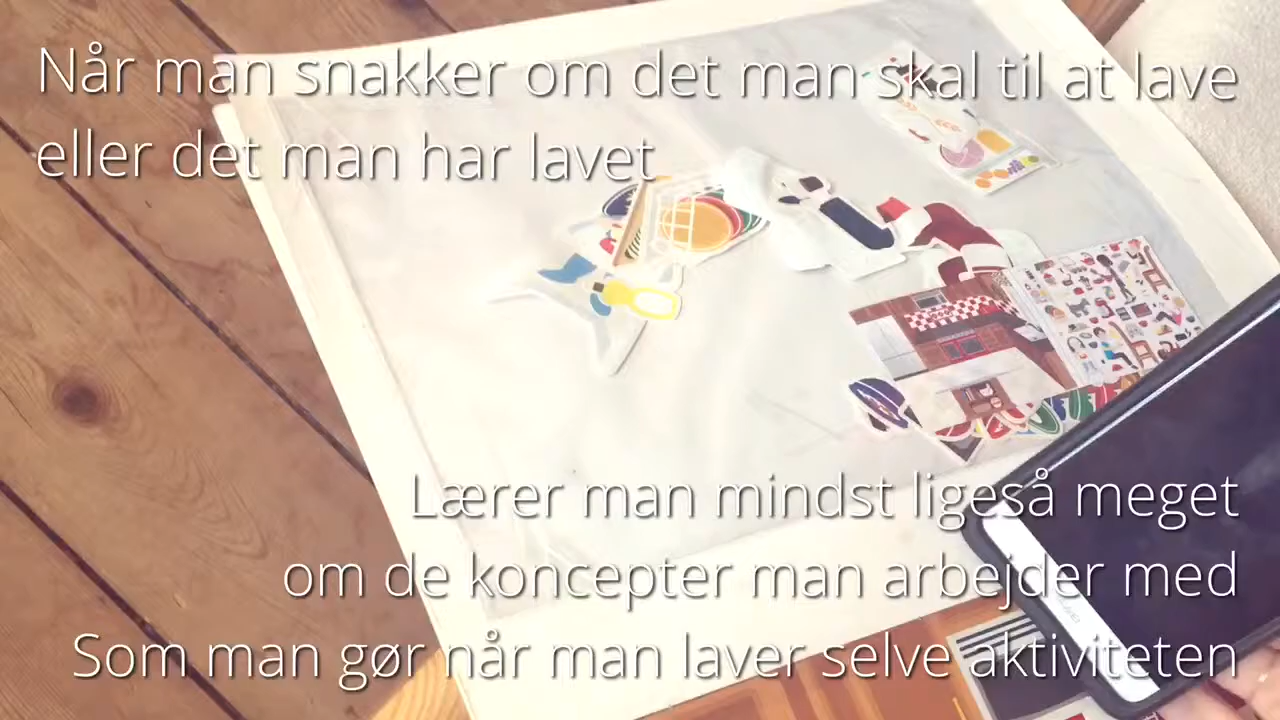 Når man snakker om det man skal til at lave
eller det man har lavet
Lærer man mindst ligeså meget
om de koncepter man arbejder med
Som man gør når man laver selve aktiviteten